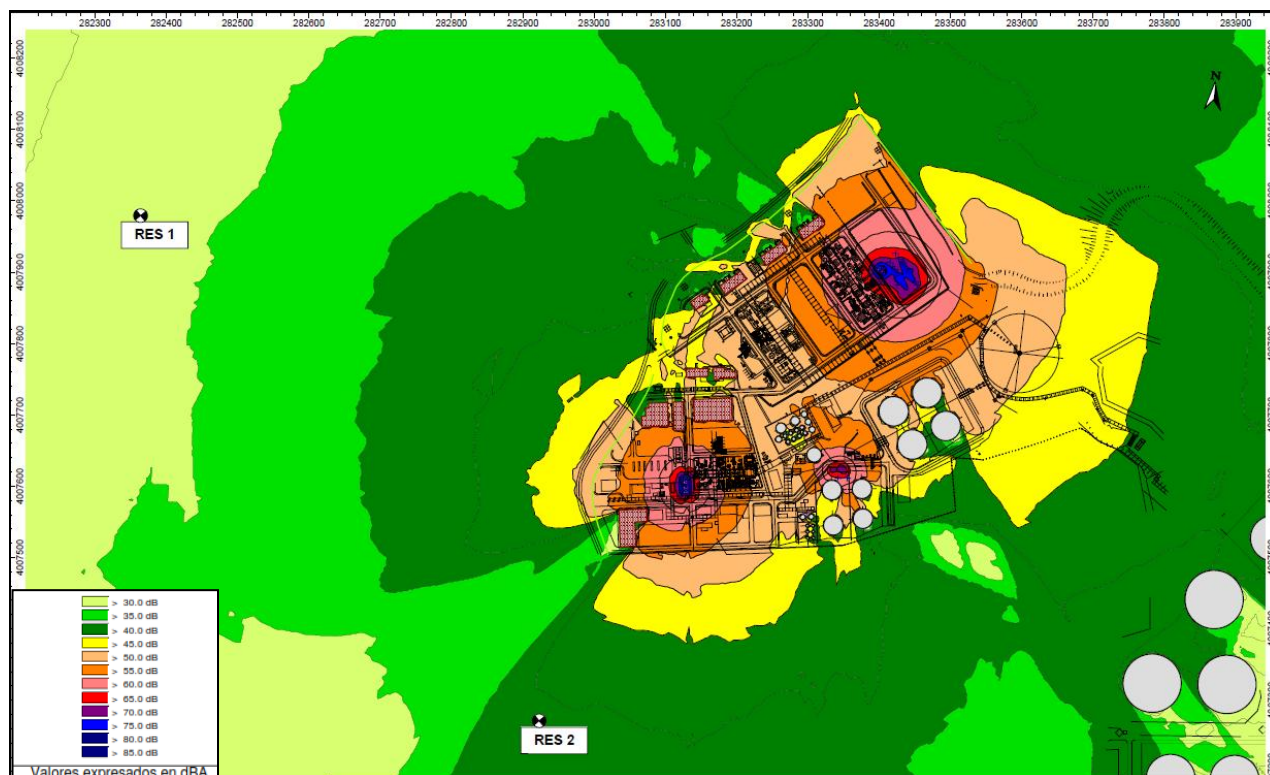 282300 282400 282500 282600 282700 282800 282900 283000 283100 283200 283300 283400 283500 283600 283700 283800 283900
4008200
4008100
4008000
4007900
4007800
4007700
4007600
4007500
N
RES 1
RES 2
> 30.0 dB
> 35.0 dB
> 40.0 dB
> 45.0 dB
> 50.0 dB
> 55.0 dB
> 60.0 dB
> 65.0 dB
> 70.0 dB
> 75.0 dB
> 80.0 dB
> 85.0 dB
Valores expresados en dBA